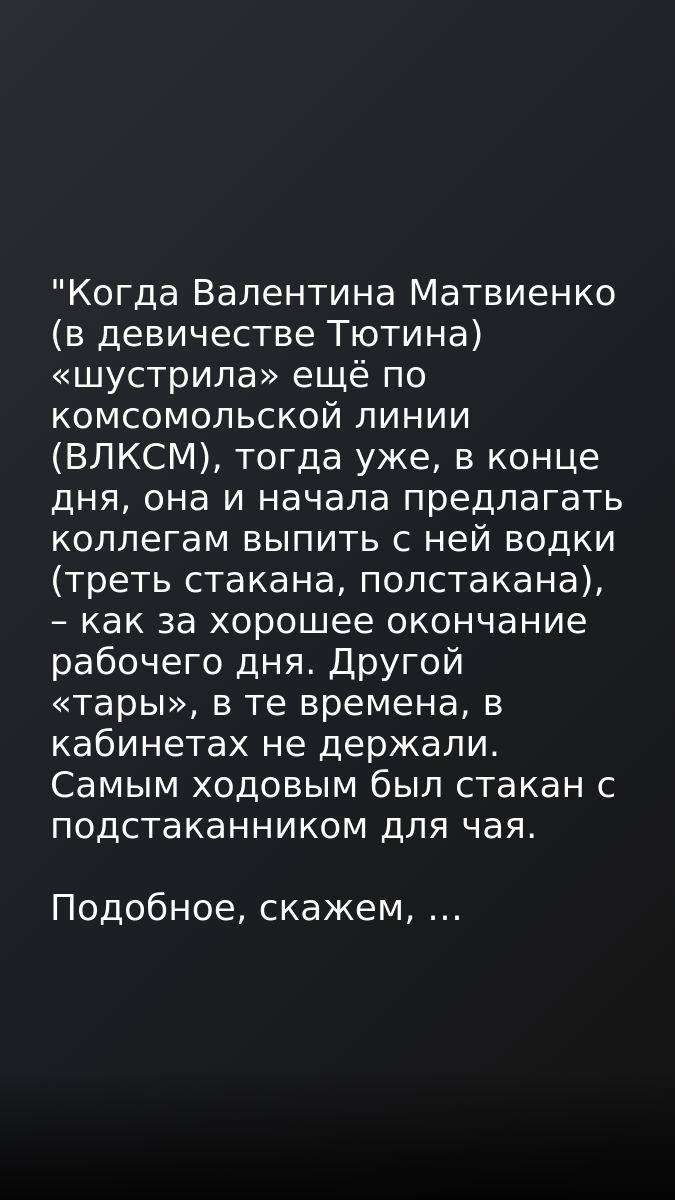 "Когда Валентина Матвиенко
(в девичестве Тютина)
«шустрила» ещё по
комсомольской линии
(ВЛКСМ), тогда уже, в конце
дня, она и начала предлагать
коллегам выпить с ней водки
(треть стакана, полстакана),
– как за хорошее окончание
рабочего дня. Другой
«тары», в те времена, в
кабинетах не держали.
Самым ходовым был стакан с
подстаканником для чая.

Подобное, скажем, ...